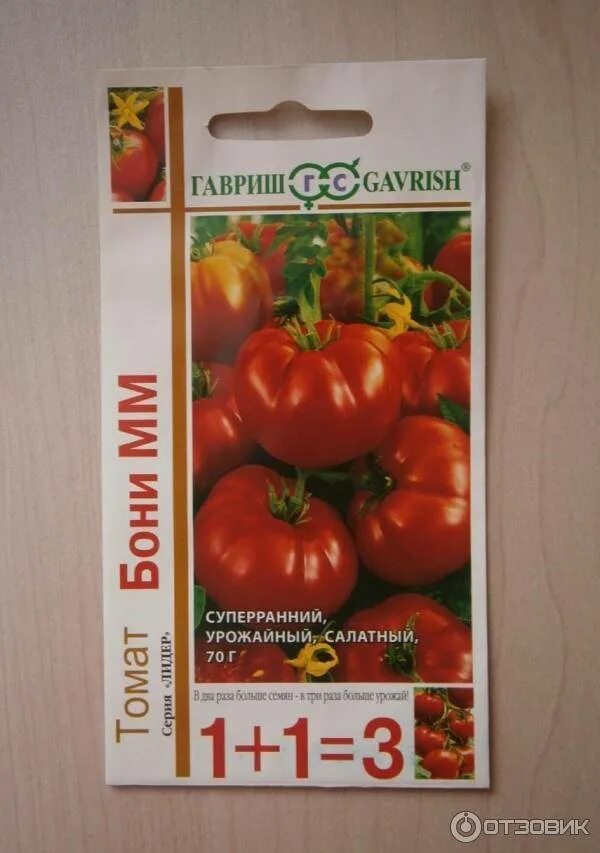 ГАВРИШ ГС GAVRISH®
Томат Бони ММ
Серия «ЛИДЕР»
СУПЕРРАННИЙ,
УРОЖАЙНЫЙ, САЛАТНЫЙ,
70 Г
В два раза больше семян - в три раза больше урожай!
1+1=3
ОТЗОВИК